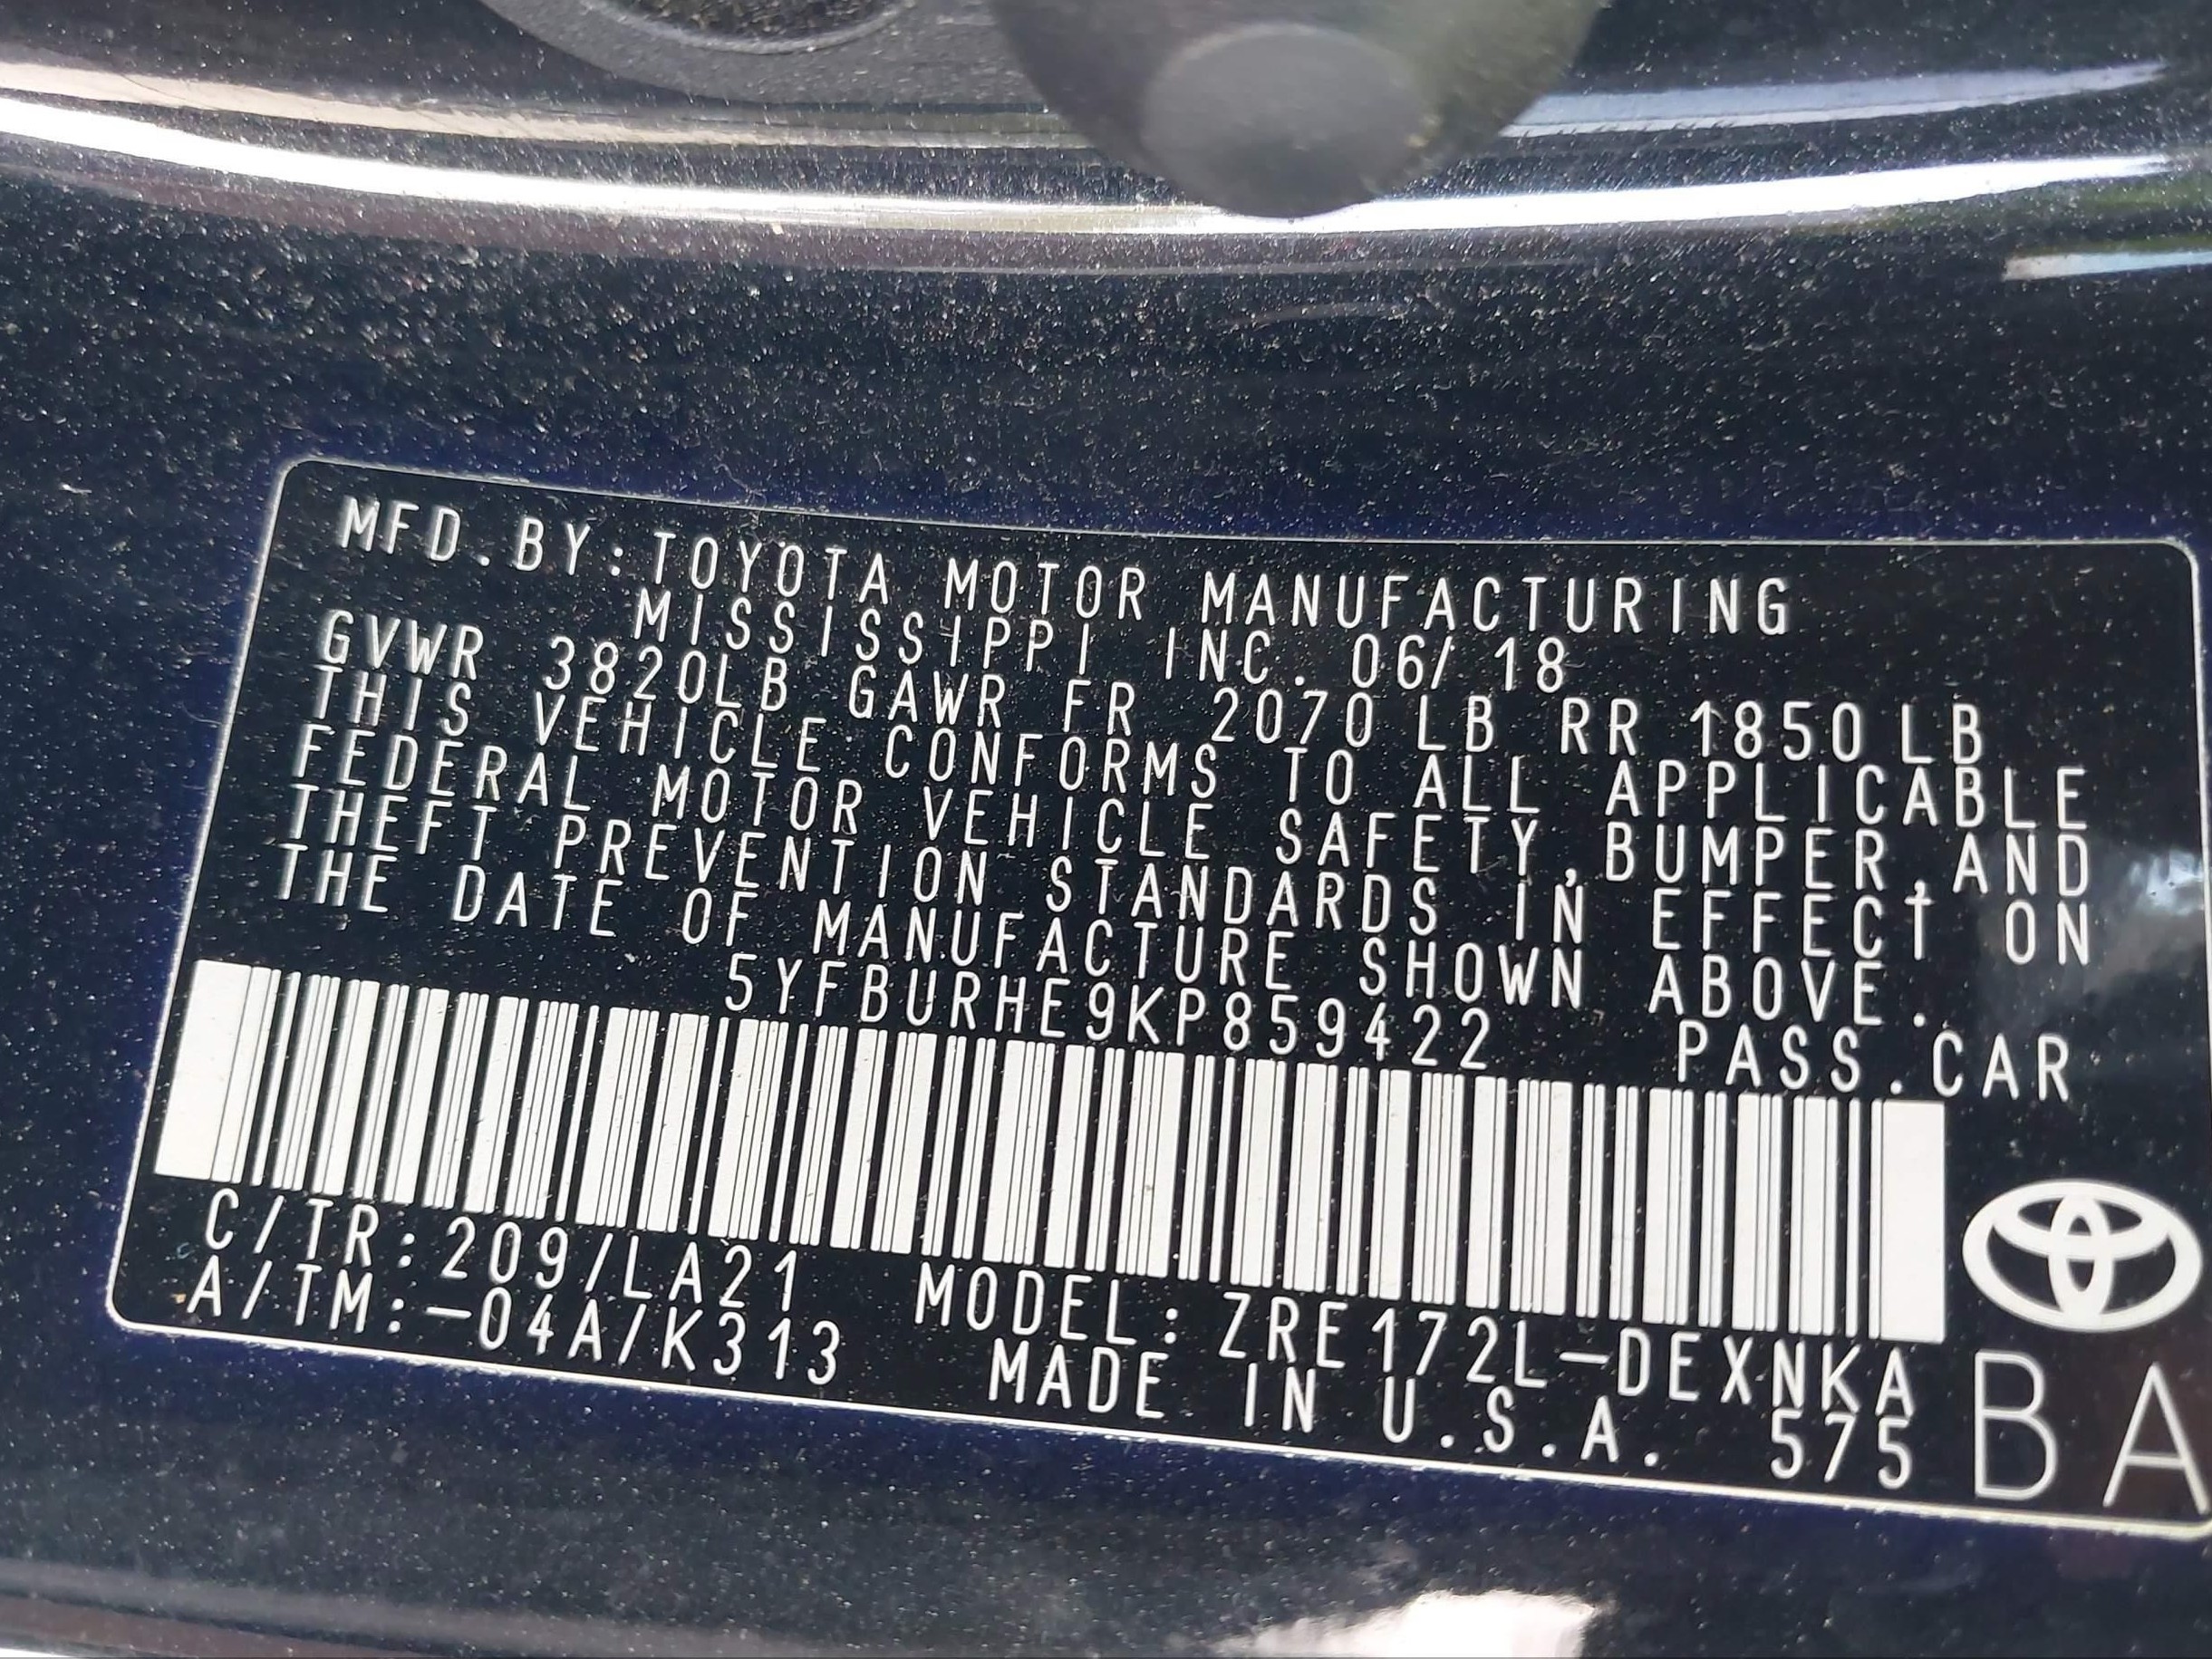 MFD.BY:TOYOTA MOTOR MANUFACTURING
MISSISSIPPI INC. 06/18
GVWR 3820LB GAWR FR 2070LB RR 1850LB
THIS VEHICLE CONFORMS TO ALL APPLICABLE
FEDERAL MOTOR VEHICLE SAFETY,BUMPER,AND
THEFT PREVENTION STANDARDS IN EFFECT ON
THE DATE OF MANUFACTURE SHOWN ABOVE.
5YFBURHE9KP859422 PASS.CAR
C/TR:209/LA21 MODEL:ZRE172L-DEXNKA
A/TM:-04A/K313 MADE IN U.S.A. 575
BA